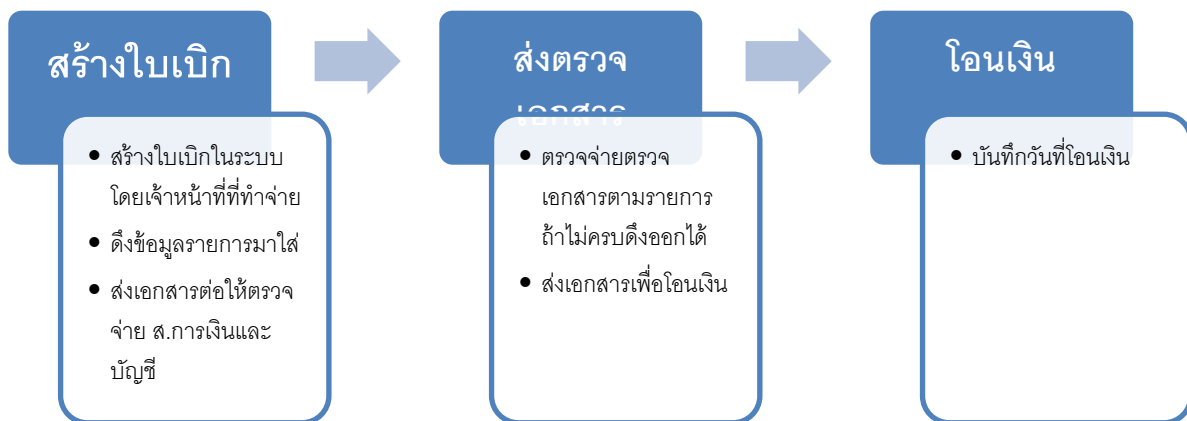 สร้างใบเบิก
• สร้างใบเบิกในระบบ
โดยเจ้าหน้าที่ที่ทำจ่าย
• ดึงข้อมูลรายการมาใส่
• ส่งเอกสารต่อให้ตรวจ
จ่าย ส.การเงินและ
บัญชี
ส่งตรวจ
เอกสาร
• ตรวจจ่ายตรวจ
เอกสารตามรายการ
ถ้าไม่ครบดึงออกได้
• ส่งเอกสารเพื่อโอนเงิน
โอนเงิน
• บันทึกวันที่โอนเงิน